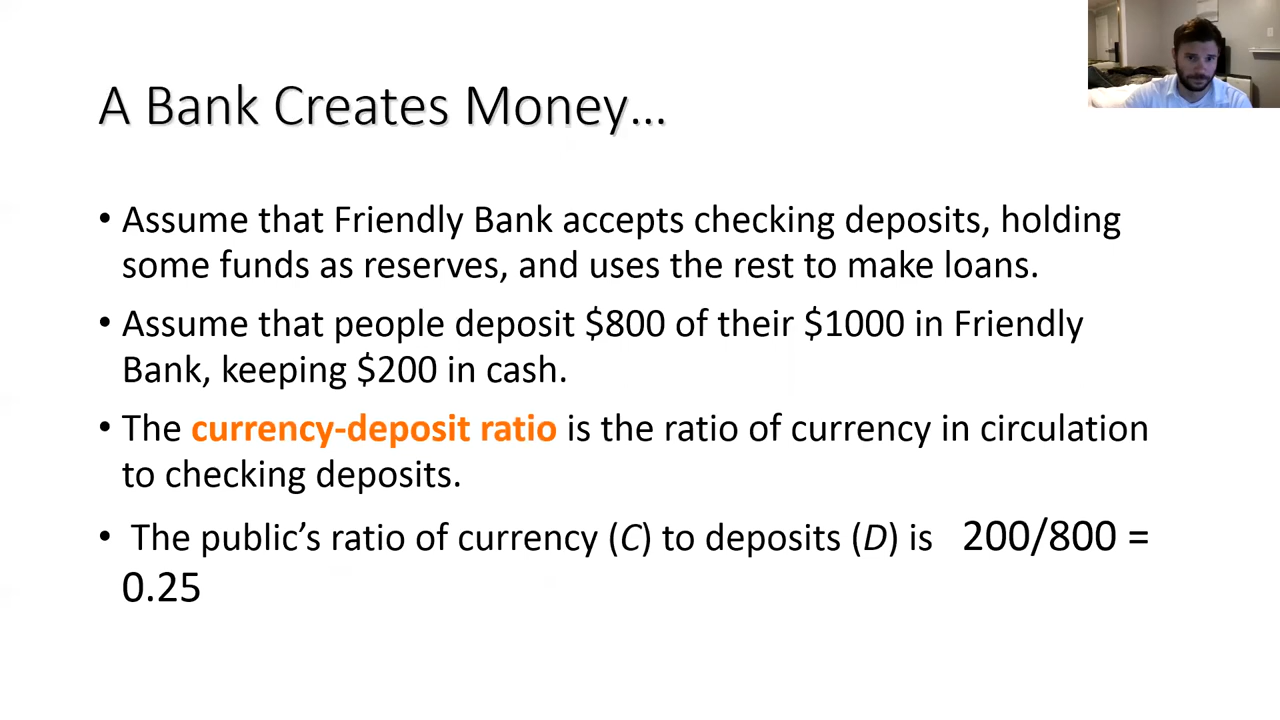 A Bank Creates Money…
• Assume that Friendly Bank accepts checking deposits, holding
some funds as reserves, and uses the rest to make loans.
• Assume that people deposit $800 of their $1000 in Friendly
Bank, keeping $200 in cash.
• The currency-deposit ratio is the ratio of currency in circulation
to checking deposits.
• The public’s ratio of currency (C) to deposits (D) is 200/800 =
0.25